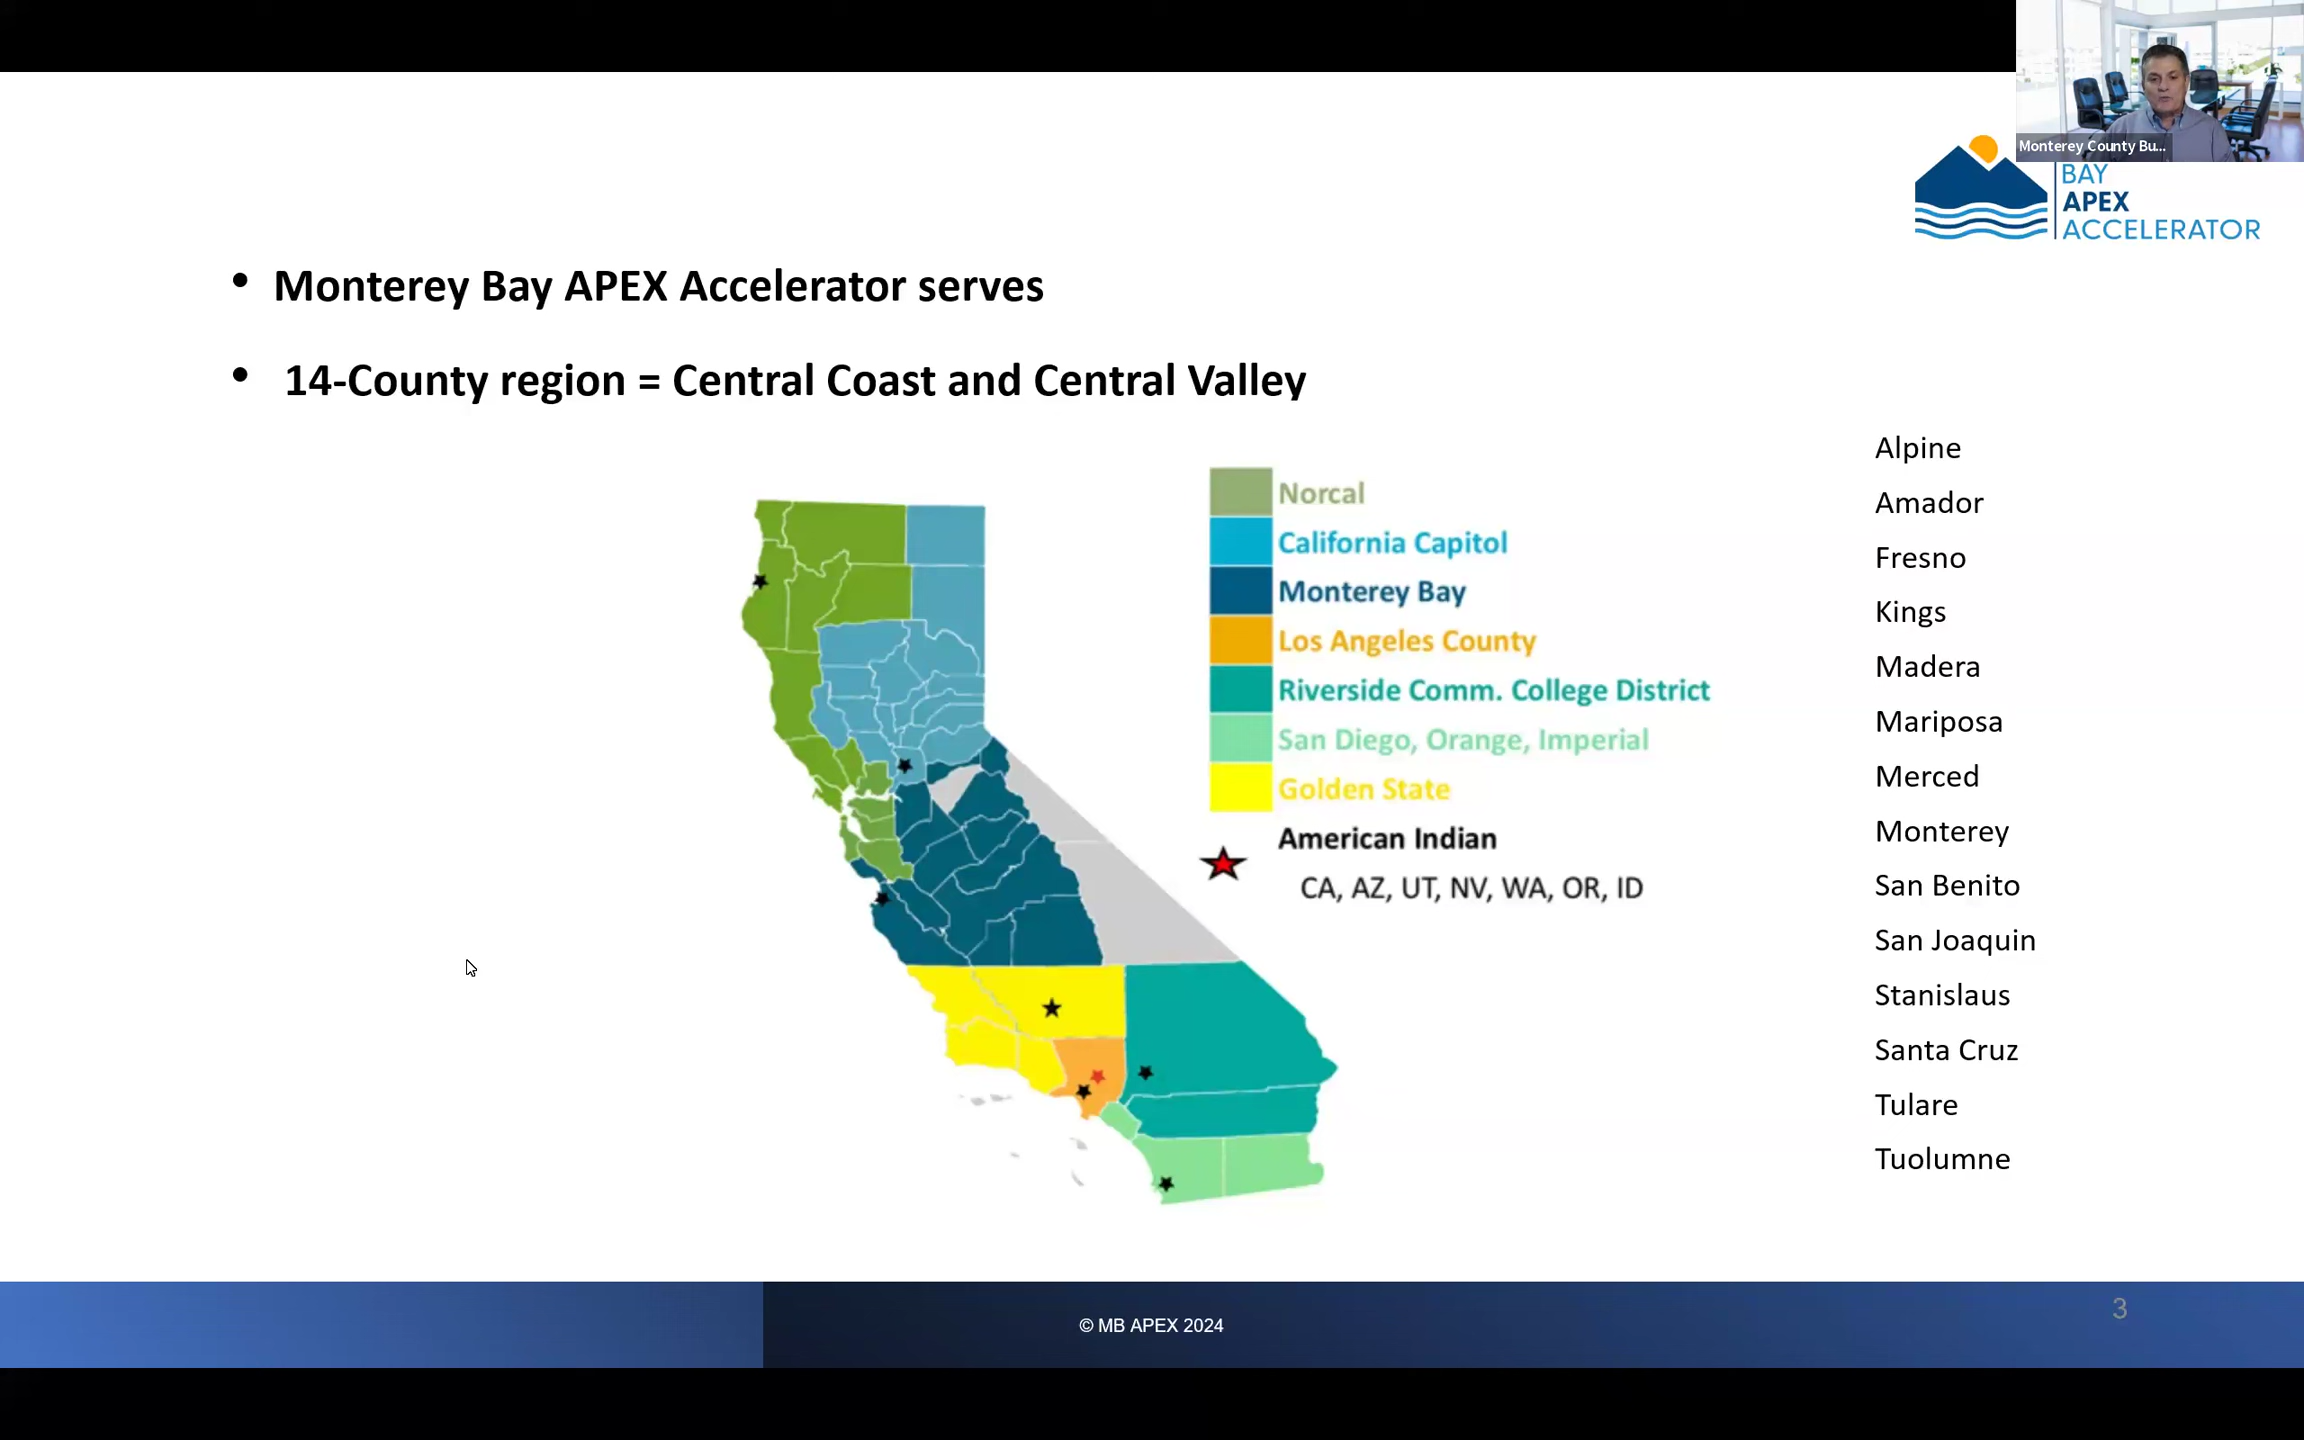 Monterey County Bu...
BAY
APEX
ACCELERATOR
• Monterey Bay APEX Accelerator serves
• 14-County region = Central Coast and Central Valley
Norcal
California Capitol
Monterey Bay
Los Angeles County
Riverside Comm. College District
San Diego, Orange, Imperial
Golden State
American Indian
CA, AZ, UT, NV, WA, OR, ID
Alpine
Amador
Fresno
Kings
Madera
Mariposa
Merced
Monterey
San Benito
San Joaquin
Stanislaus
Santa Cruz
Tulare
Tuolumne
© MB APEX 2024
3